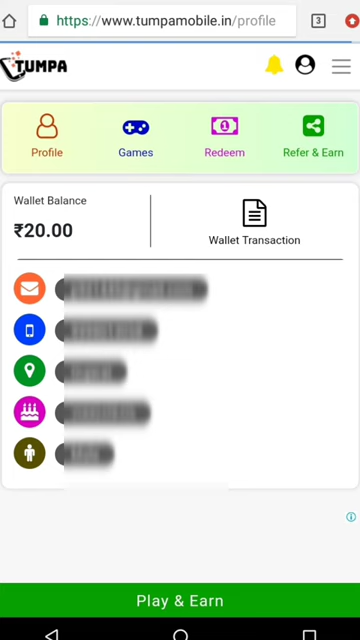 https://www.tumpamobile.in/profile
3
TUMPA
Profile
Games
Redeem
Refer & Earn
Wallet Balance
₹20.00
Wallet Transaction
Play & Earn